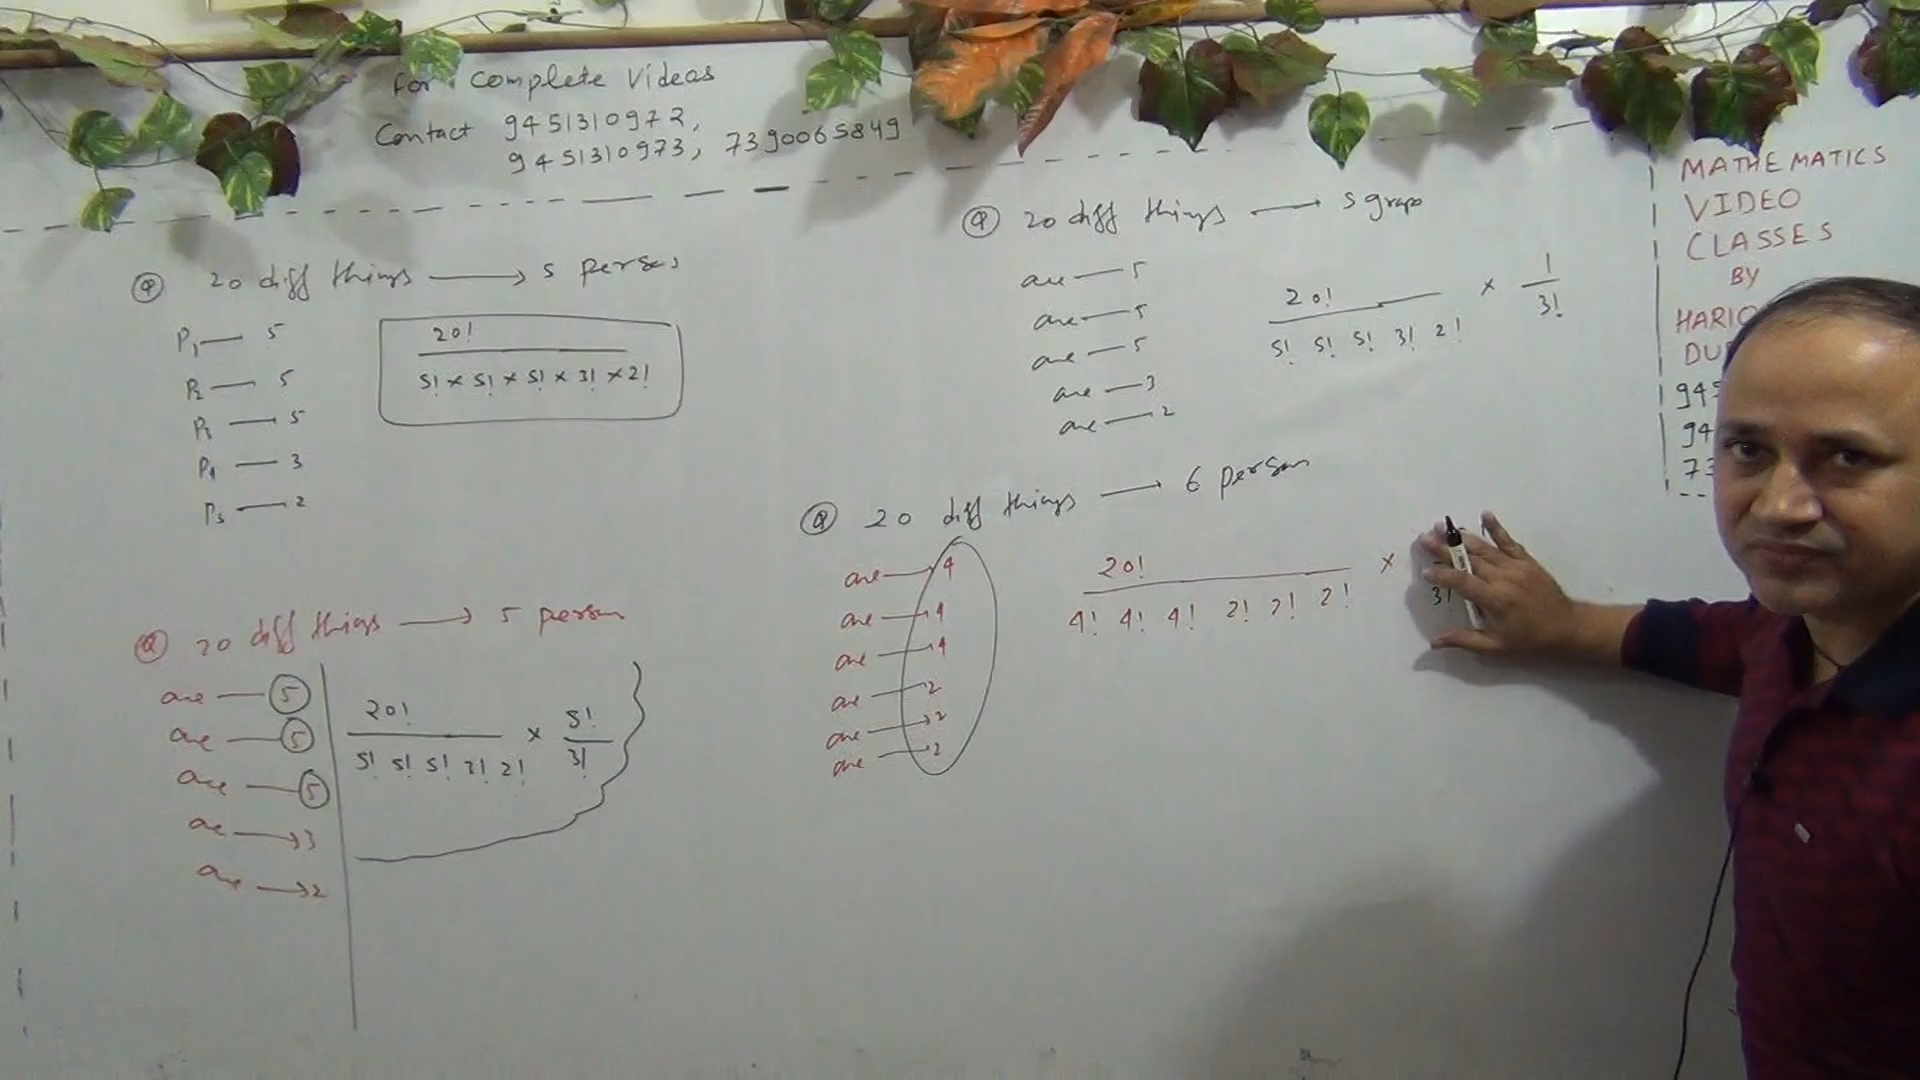 For Complete Videos
Contact 9451310972,
9451310973, 7390065849
MATHEMATICS
VIDEO
CLASSES
BY
HARIO
DU
94
94
73
Q 20 diff things → 5 persons
P1 — 5
P2 — 5
P3 — 5
P4 — 3
P5 — 2
20!
5! × 5! × 5! × 3! × 2!
Q 20 diff things → 5 person
one — 5
one — 5
one — 5
one → 3
one → 2
20! × 5!
5! 5! 5! 3! 2! 3!
Q 20 diff things → 5 groups
one — 5
one — 5
one — 5
one — 3
one — 2
20! × 1
5! 5! 5! 3! 2! 3!
Q 20 diff things → 6 person
one → 4
one → 4
one → 4
one → 2
one → 2
one → 2
20! ×
4! 4! 4! 2! 2! 2! 3!